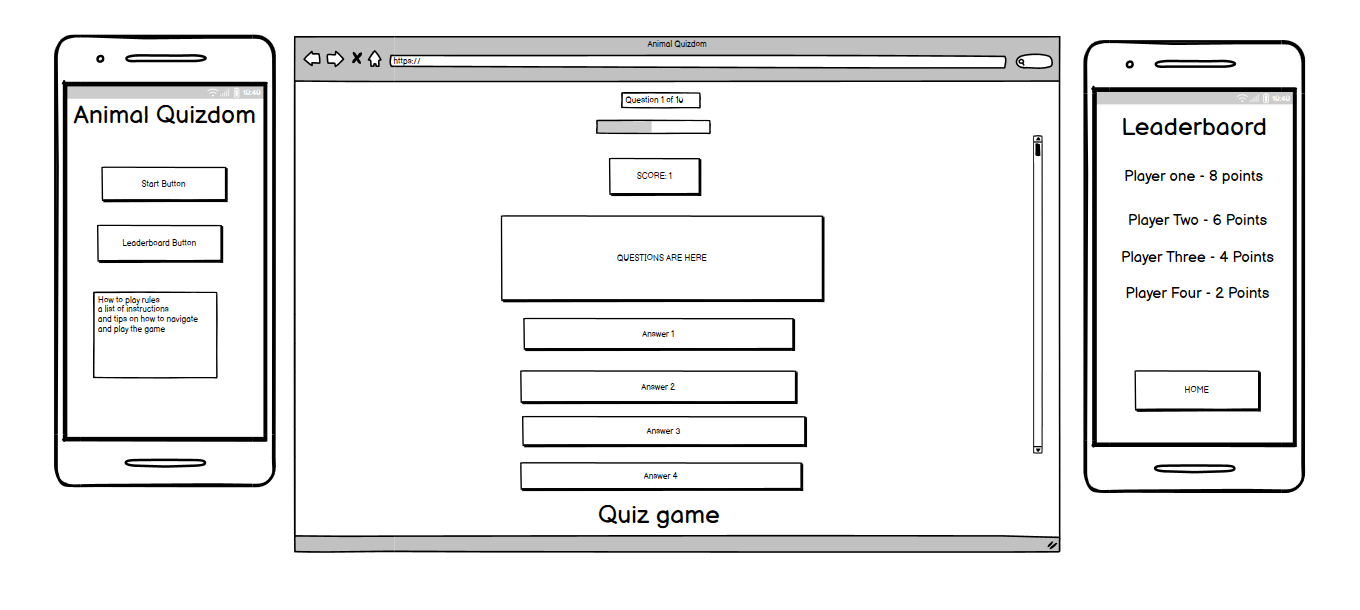 10:40
Animal Quizdom
Start Button
Leaderboard Button
How to play rules
a list of instructions
and tips on how to navigate
and play the game
Animal Quizdom
https://
Question 1 of 10
SCORE: 1
QUESTIONS ARE HERE
Answer 1
Answer 2
Answer 3
Answer 4
Quiz game
10:40
Leaderbaord
Player one - 8 points
Player Two - 6 Points
Player Three - 4 Points
Player Four - 2 Points
HOME